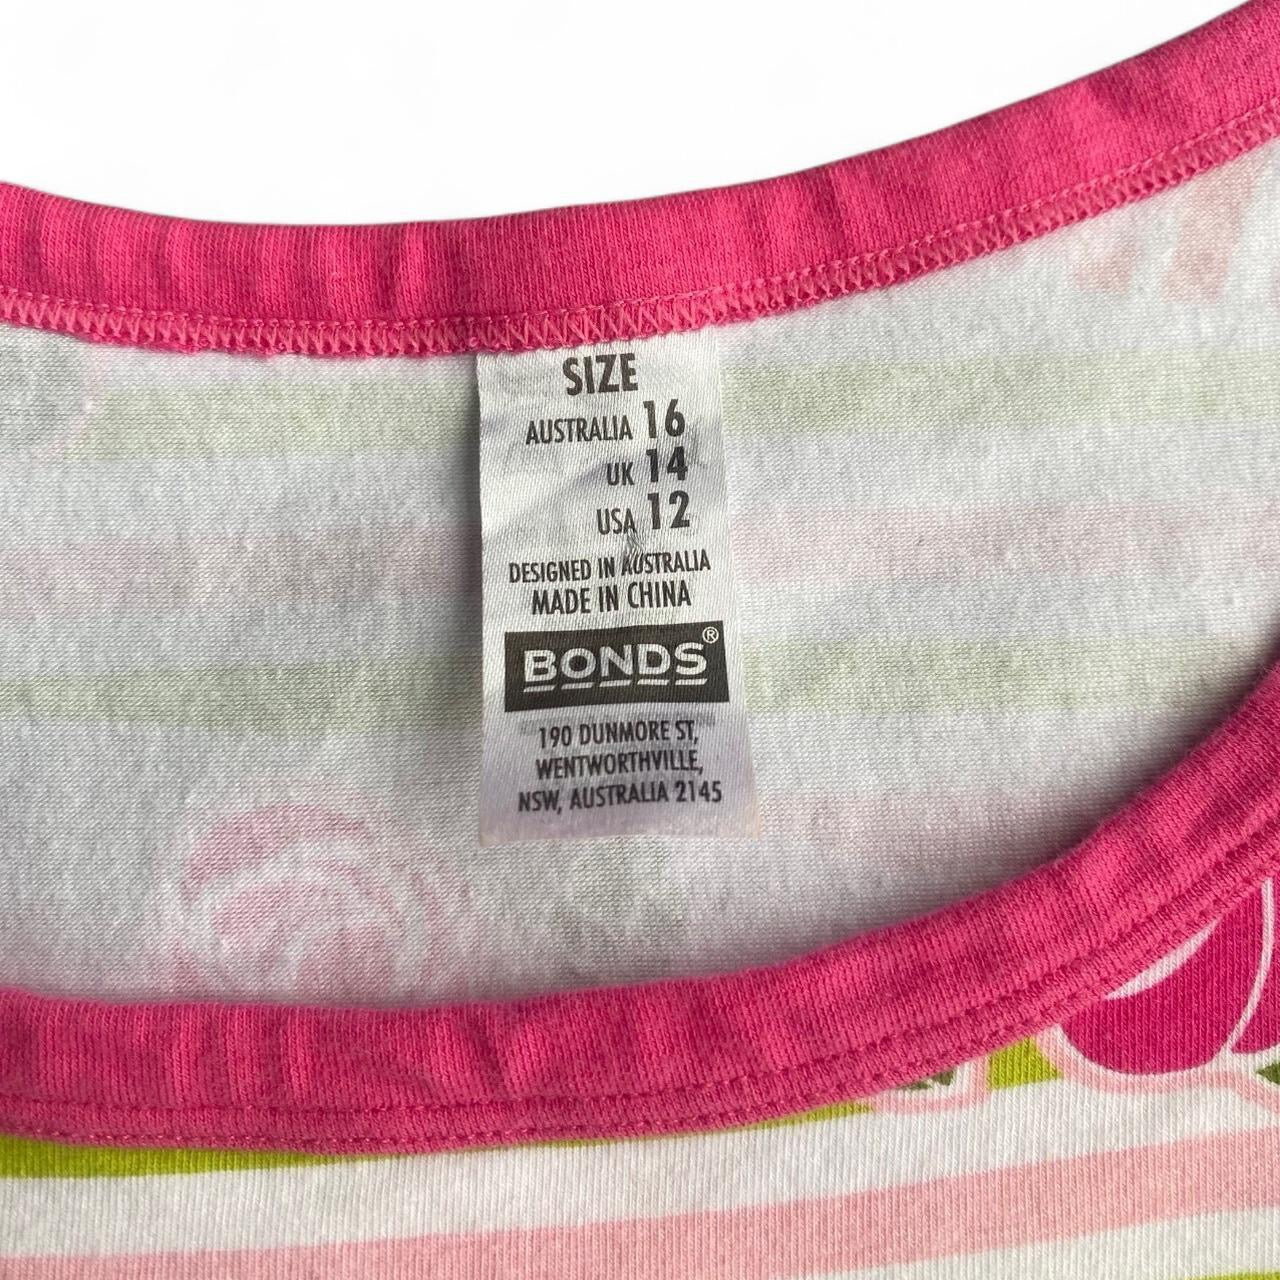 SIZE
AUSTRALIA 16
UK 14
USA 12
DESIGNED IN AUSTRALIA
MADE IN CHINA
BONDS®
190 DUNMORE ST,
WENTWORTHVILLE,
NSW, AUSTRALIA 2145